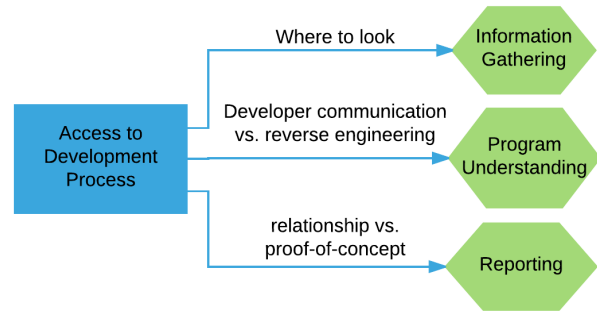 Where to look
Information
Gathering
Access to
Development
Process
Developer communication
vs. reverse engineering
Program
Understanding
relationship vs.
proof-of-concept
Reporting